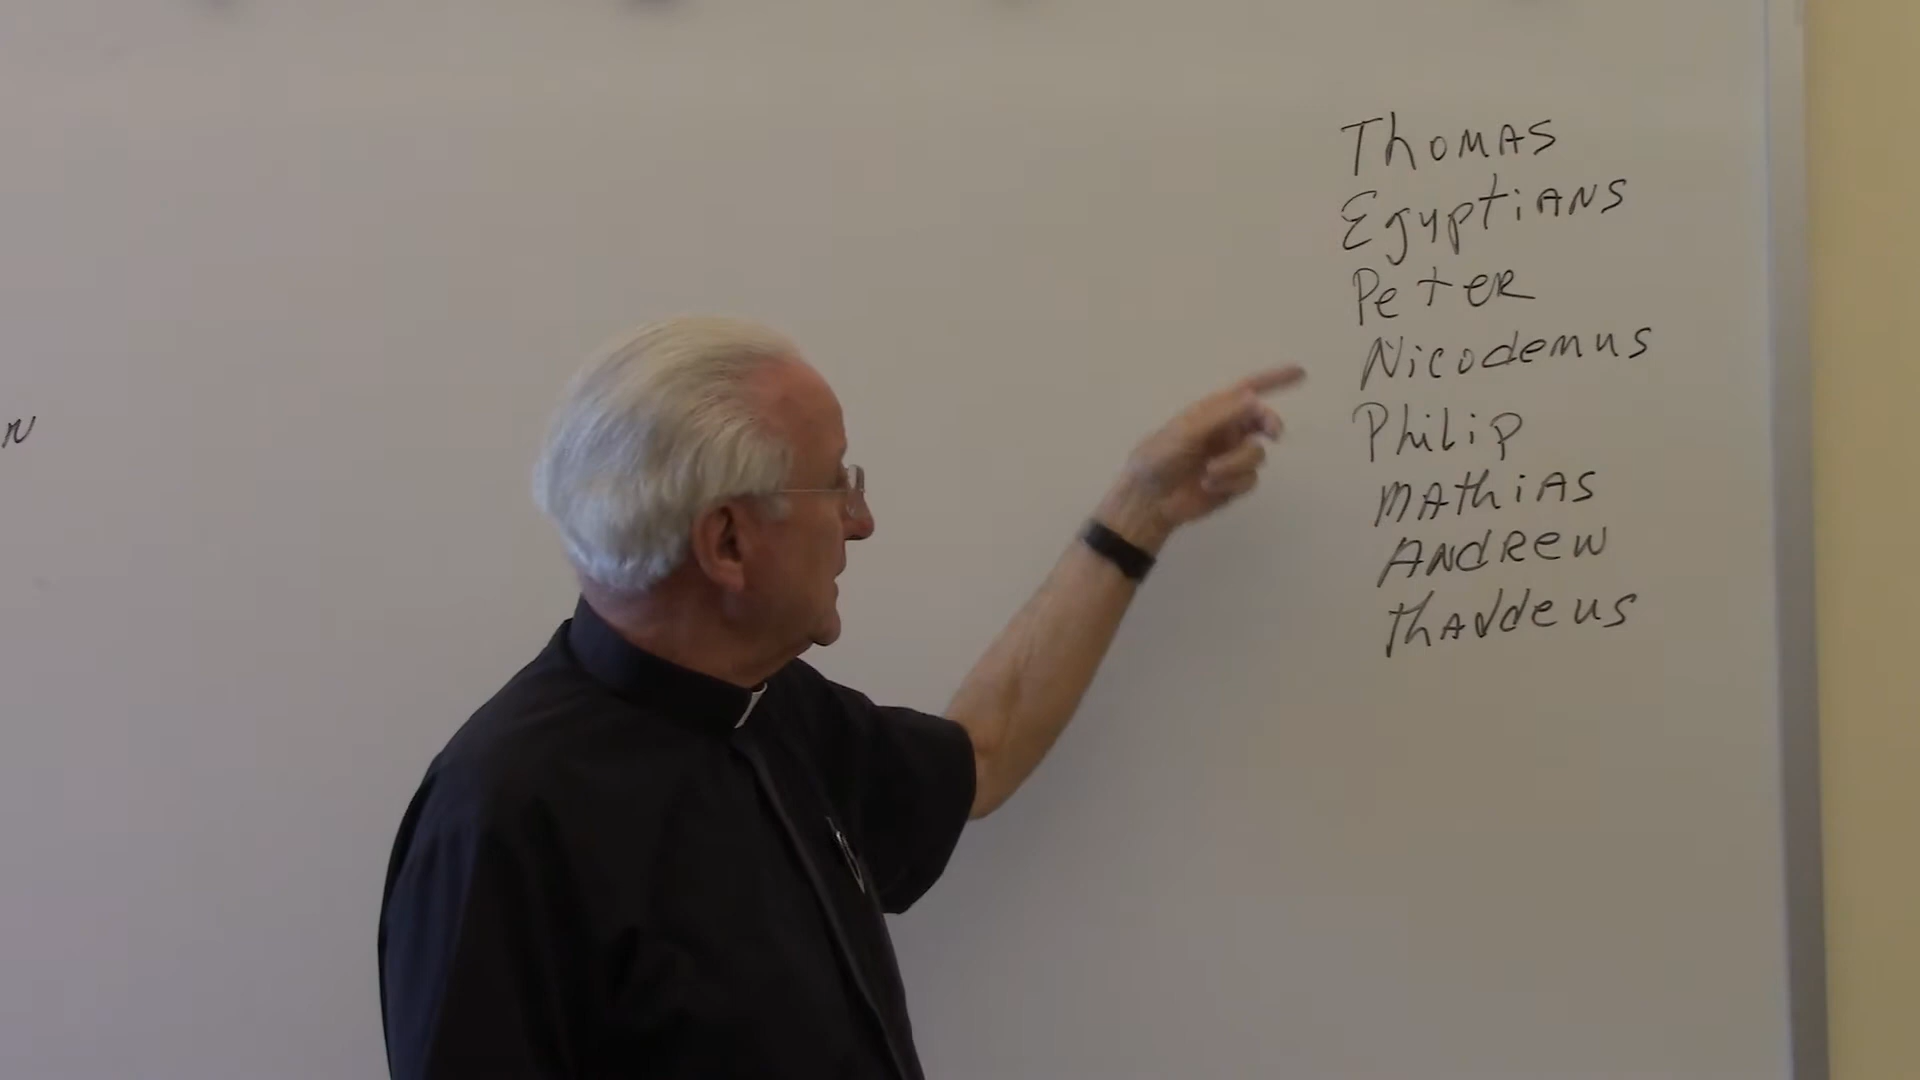 Thomas
Egyptians
Peter
Nicodemus
Philip
Mathias
Andrew
Thaddeus